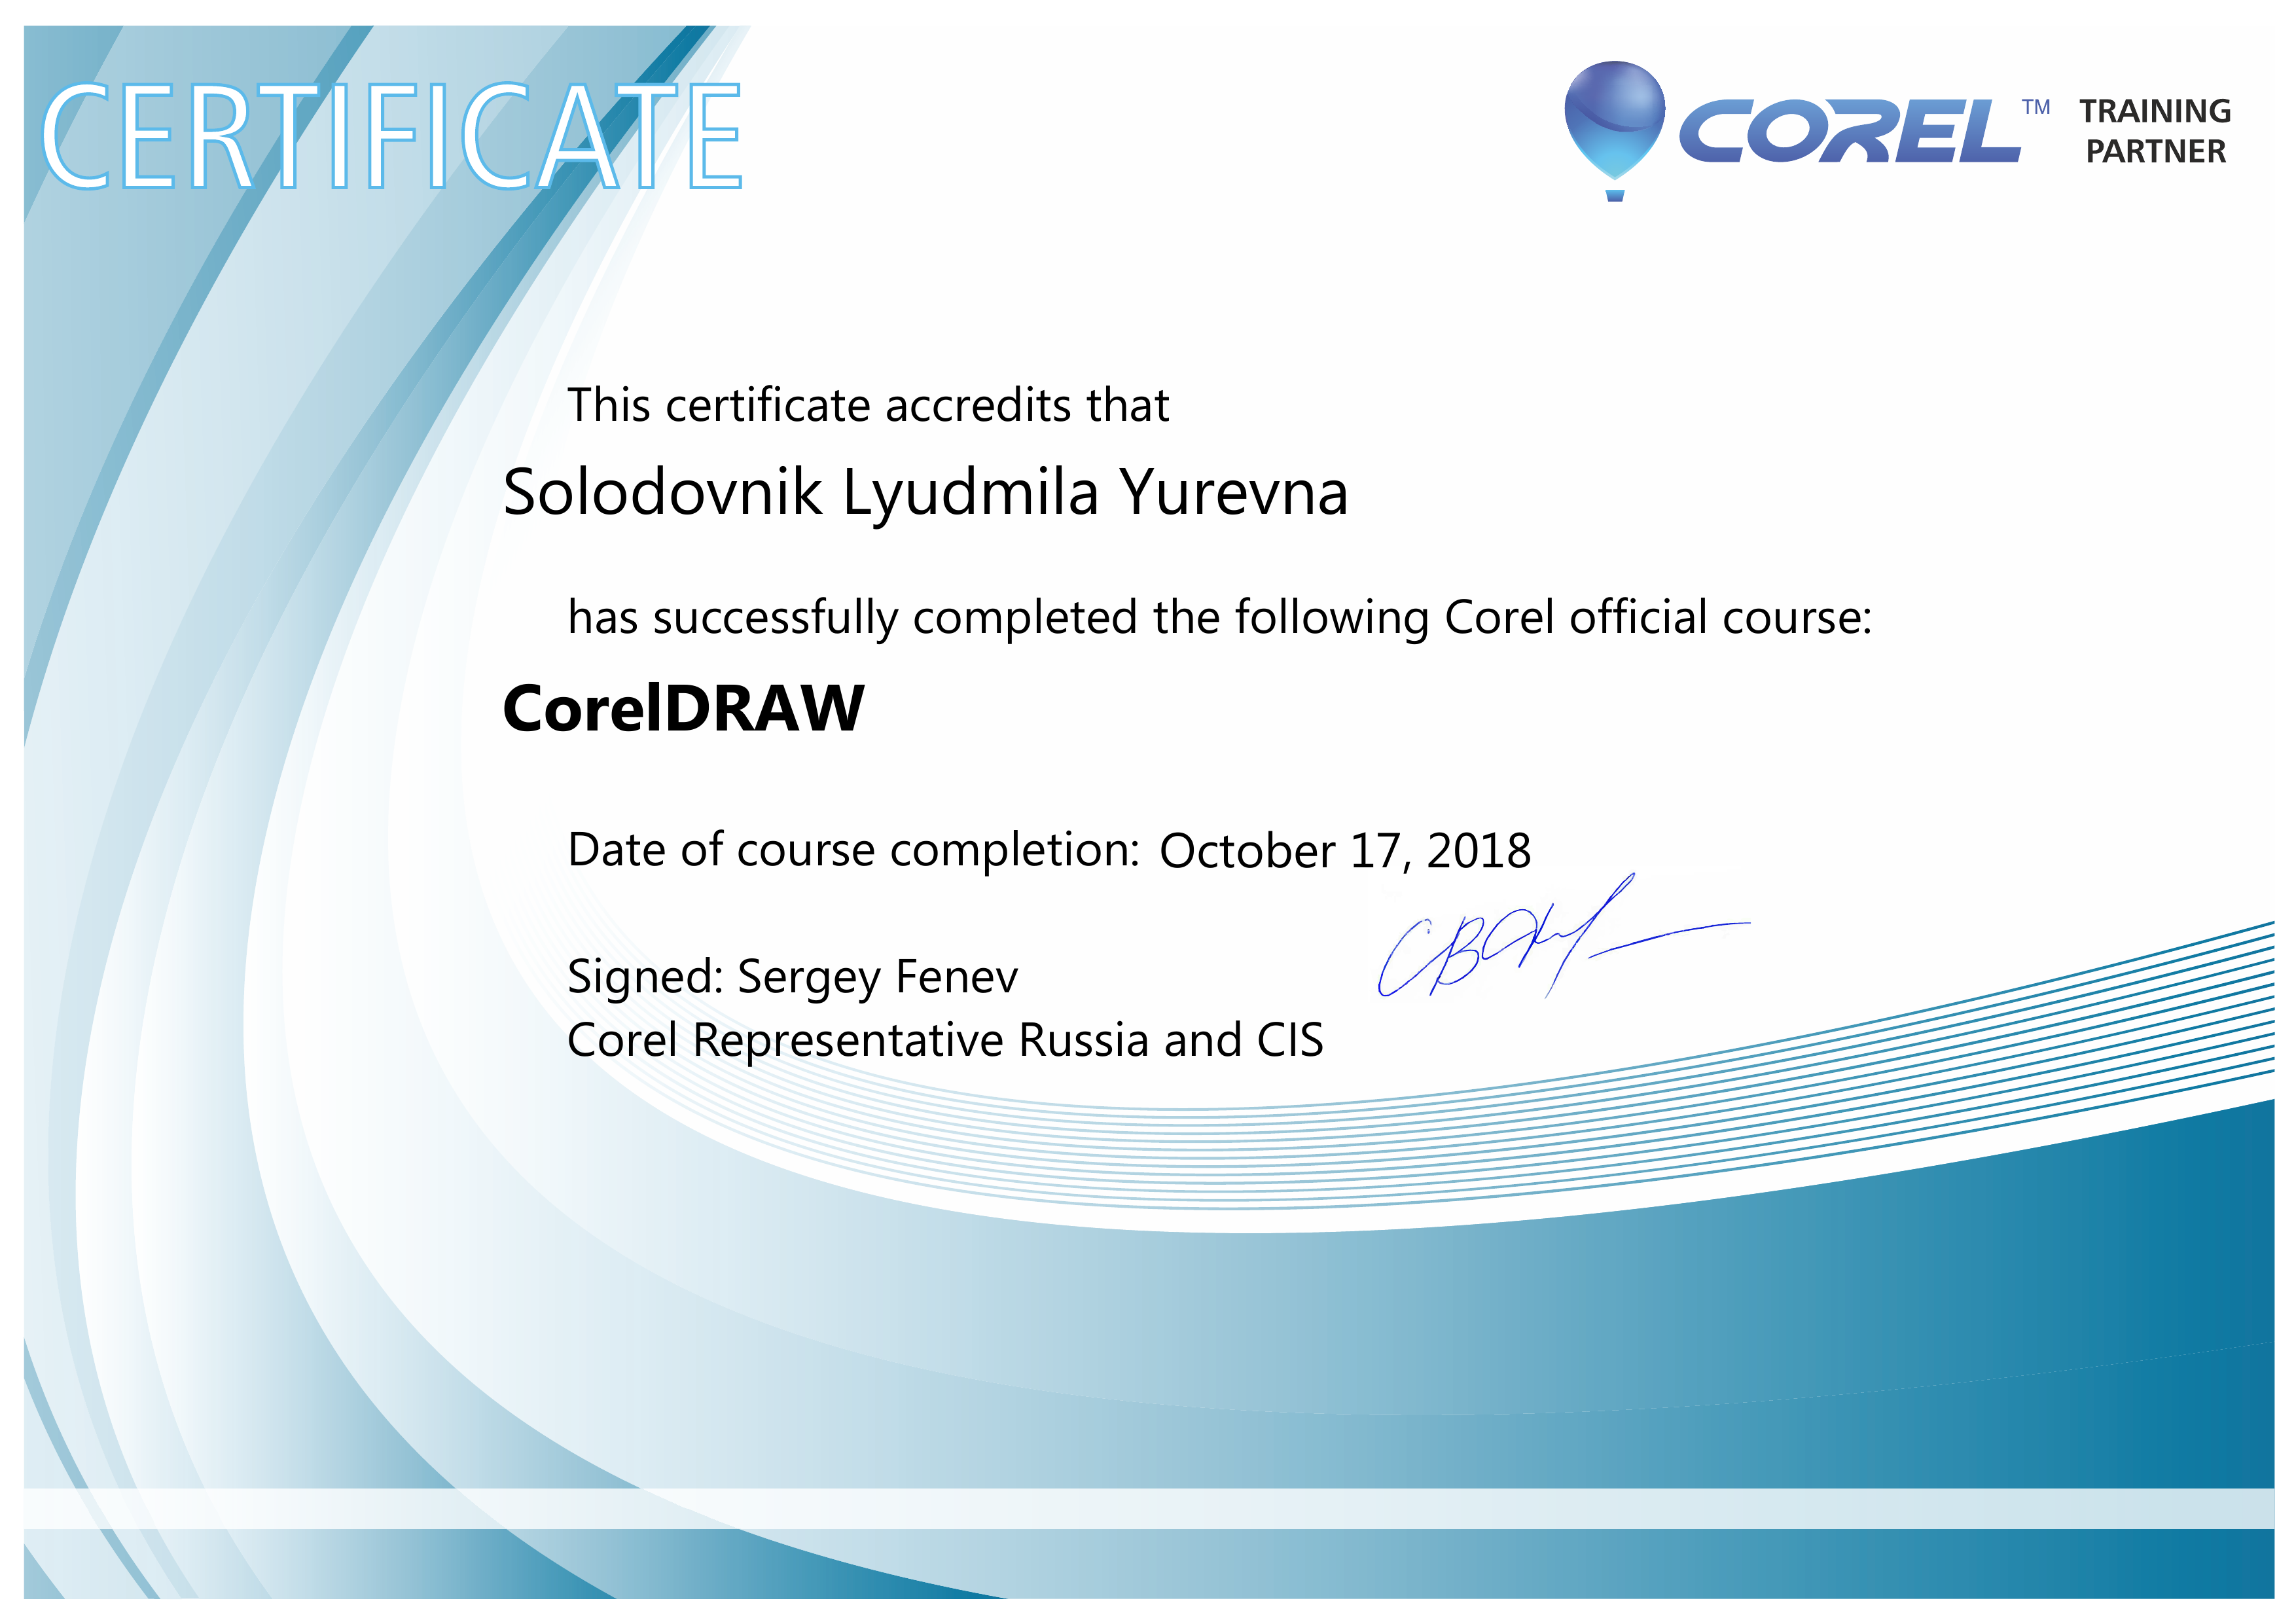 CERTIFICATE
COREL™ TRAINING
PARTNER
This certificate accredits that
Solodovnik Lyudmila Yurevna
has successfully completed the following Corel official course:
CorelDRAW
Date of course completion: October 17, 2018
Signed: Sergey Fenev
Corel Representative Russia and CIS